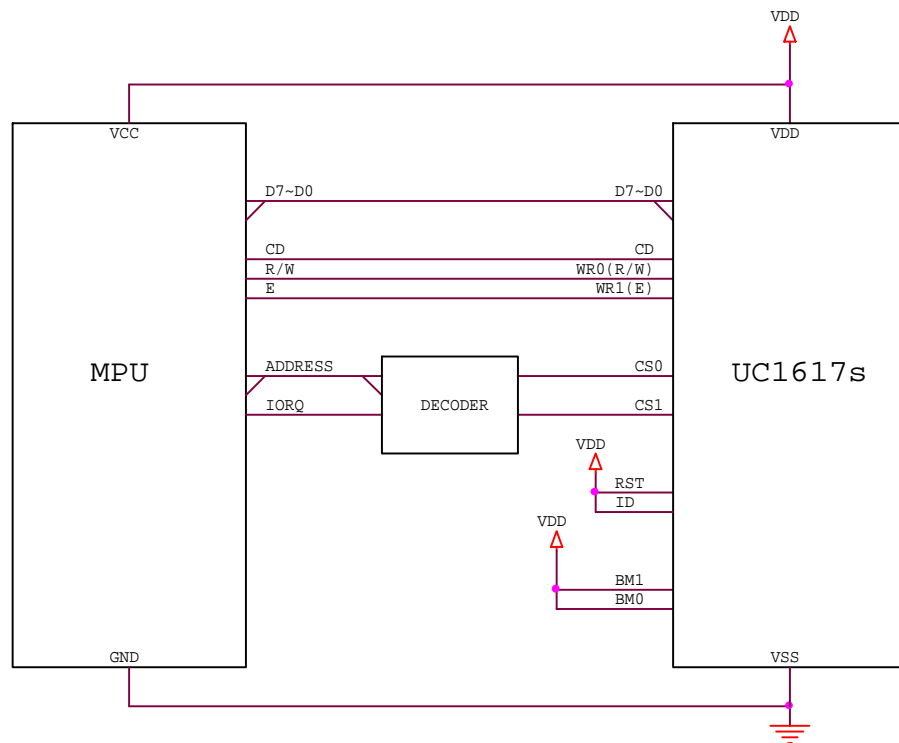 VDD
VCC
VDD
D7~D0
D7~D0
CD
CD
R/W
WR0(R/W)
E
WR1(E)
MPU
ADDRESS
CS0
UC1617s
IORQ
DECODER
CS1
VDD
RST
ID
VDD
BM1
BM0
GND
VSS